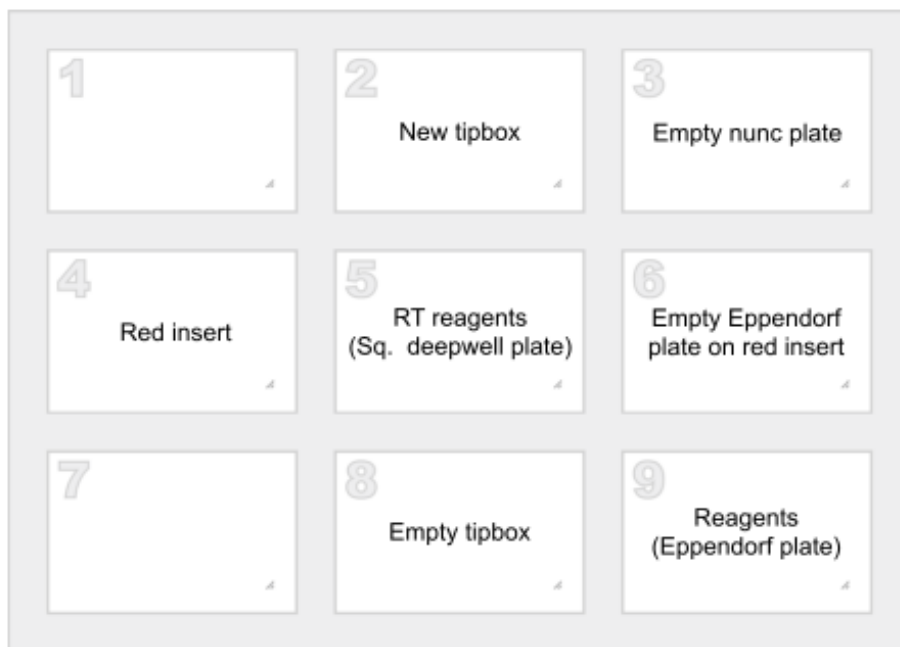 1
2
New tipbox
3
Empty nunc plate
4
Red insert
5
RT reagents
(Sq.  deepwell plate)
6
Empty Eppendorf
plate on red insert
7
8
Empty tipbox
9
Reagents
(Eppendorf plate)